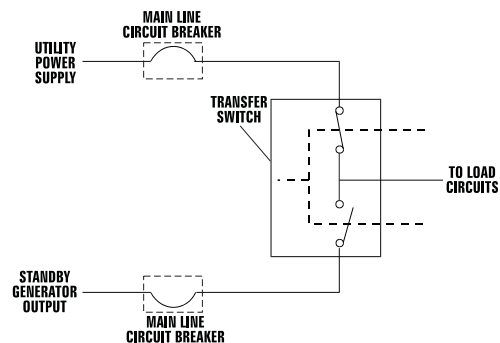 MAIN LINE
CIRCUIT BREAKER
UTILITY
POWER
SUPPLY
TRANSFER
SWITCH
TO LOAD
CIRCUITS
STANDBY
GENERATOR
OUTPUT
MAIN LINE
CIRCUIT BREAKER